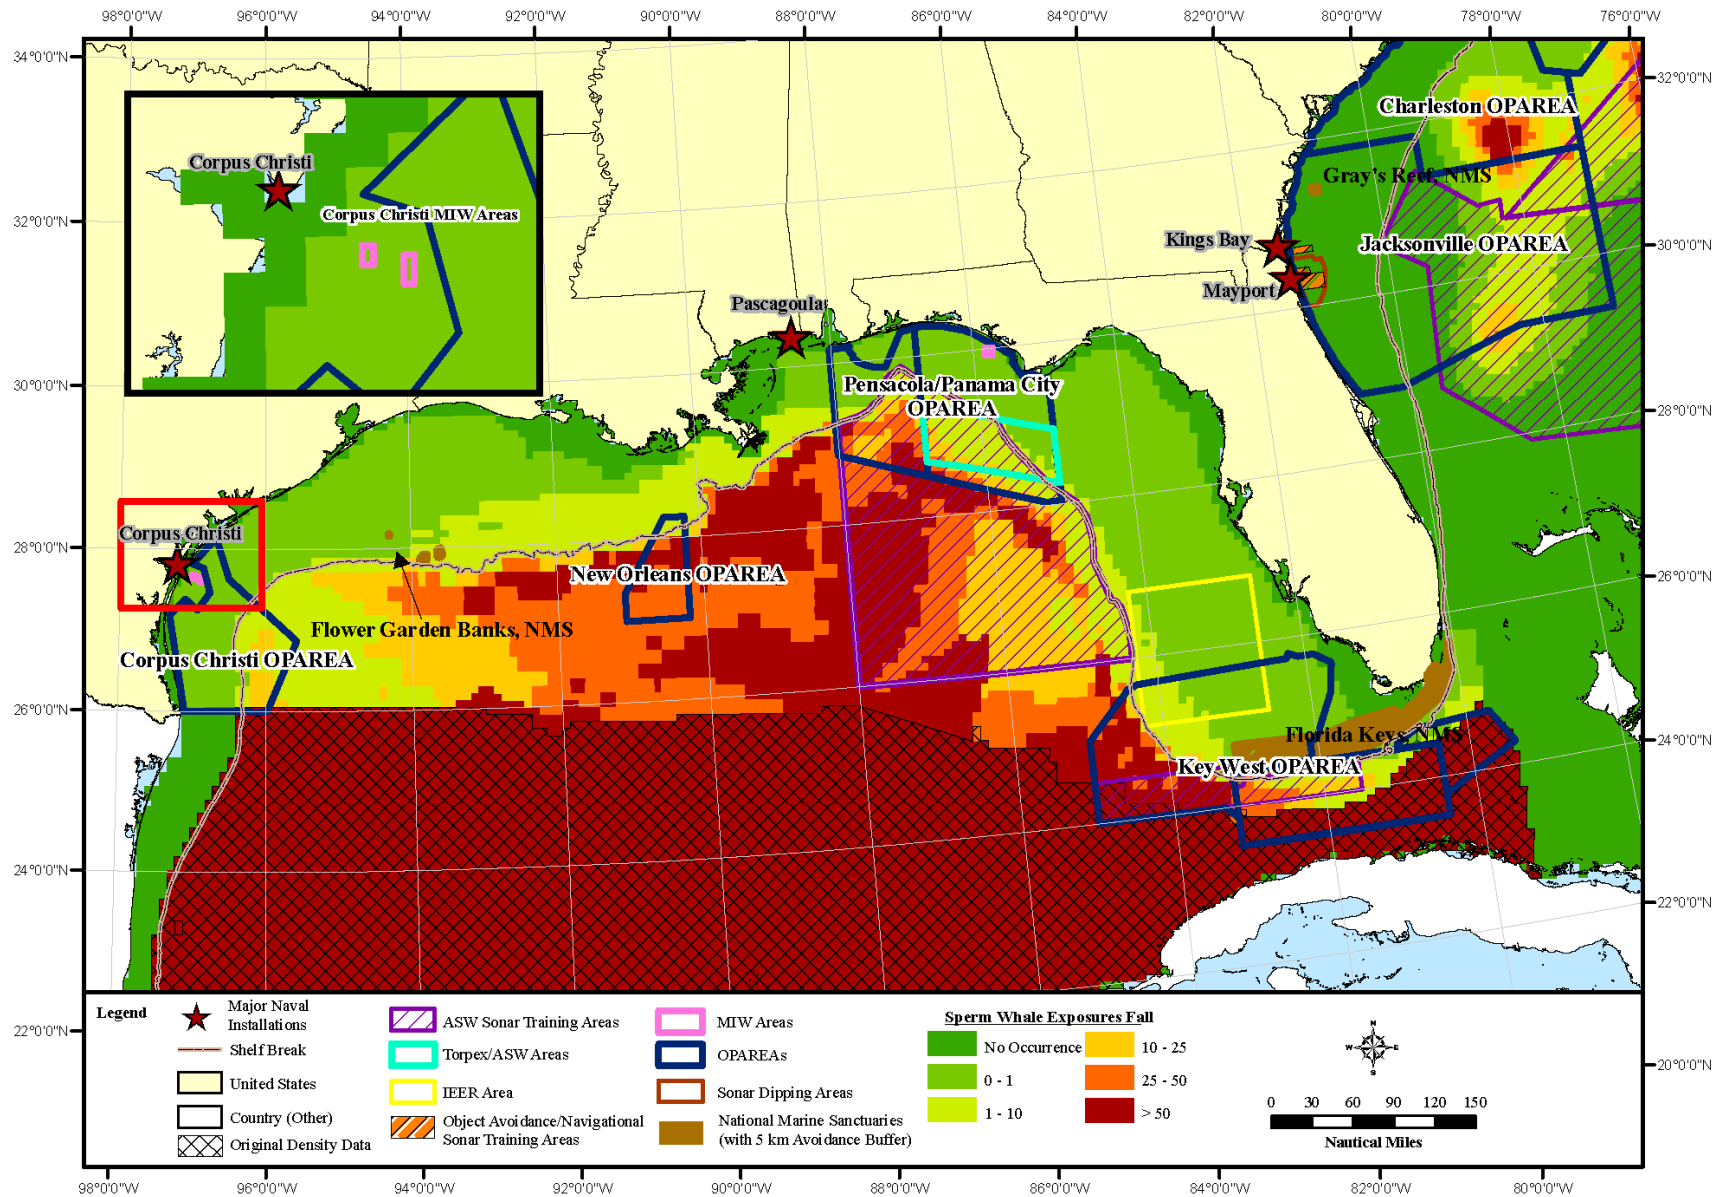 98°0'0"W 96°0'0"W 94°0'0"W 92°0'0"W 90°0'0"W 88°0'0"W 86°0'0"W 84°0'0"W 82°0'0"W 80°0'0"W 78°0'0"W 76°0'0"W
34°0'0"N
32°0'0"N
Charleston OPAREA
Corpus Christi
Gray's Reef, NMS
Corpus Christi MIW Areas
32°0'0"N
Kings Bay
Jacksonville OPAREA
30°0'0"N
Mayport
Pascagoula
30°0'0"N
Pensacola/Panama City
OPAREA
28°0'0"N
Corpus Christi
28°0'0"N
New Orleans OPAREA
26°0'0"N
Flower Garden Banks, NMS
Corpus Christi OPAREA
26°0'0"N
Florida Keys, NMS
24°0'0"N
Key West OPAREA
24°0'0"N
22°0'0"N
Legend
Major Naval
Installations
Shelf Break
United States
Country (Other)
Original Density Data
ASW Sonar Training Areas
Torpex/ASW Areas
IEER Area
Object Avoidance/Navigational
Sonar Training Areas
MIW Areas
OPAREAs
Sonar Dipping Areas
National Marine Sanctuaries
(with 5 km Avoidance Buffer)
Sperm Whale Exposures Fall
No Occurrence
0 - 1
1 - 10
10 - 25
25 - 50
> 50
N
W E
S
0 30 60 90 120 150
Nautical Miles
22°0'0"N
20°0'0"N
98°0'0"W 96°0'0"W 94°0'0"W 92°0'0"W 90°0'0"W 88°0'0"W 86°0'0"W 84°0'0"W 82°0'0"W 80°0'0"W